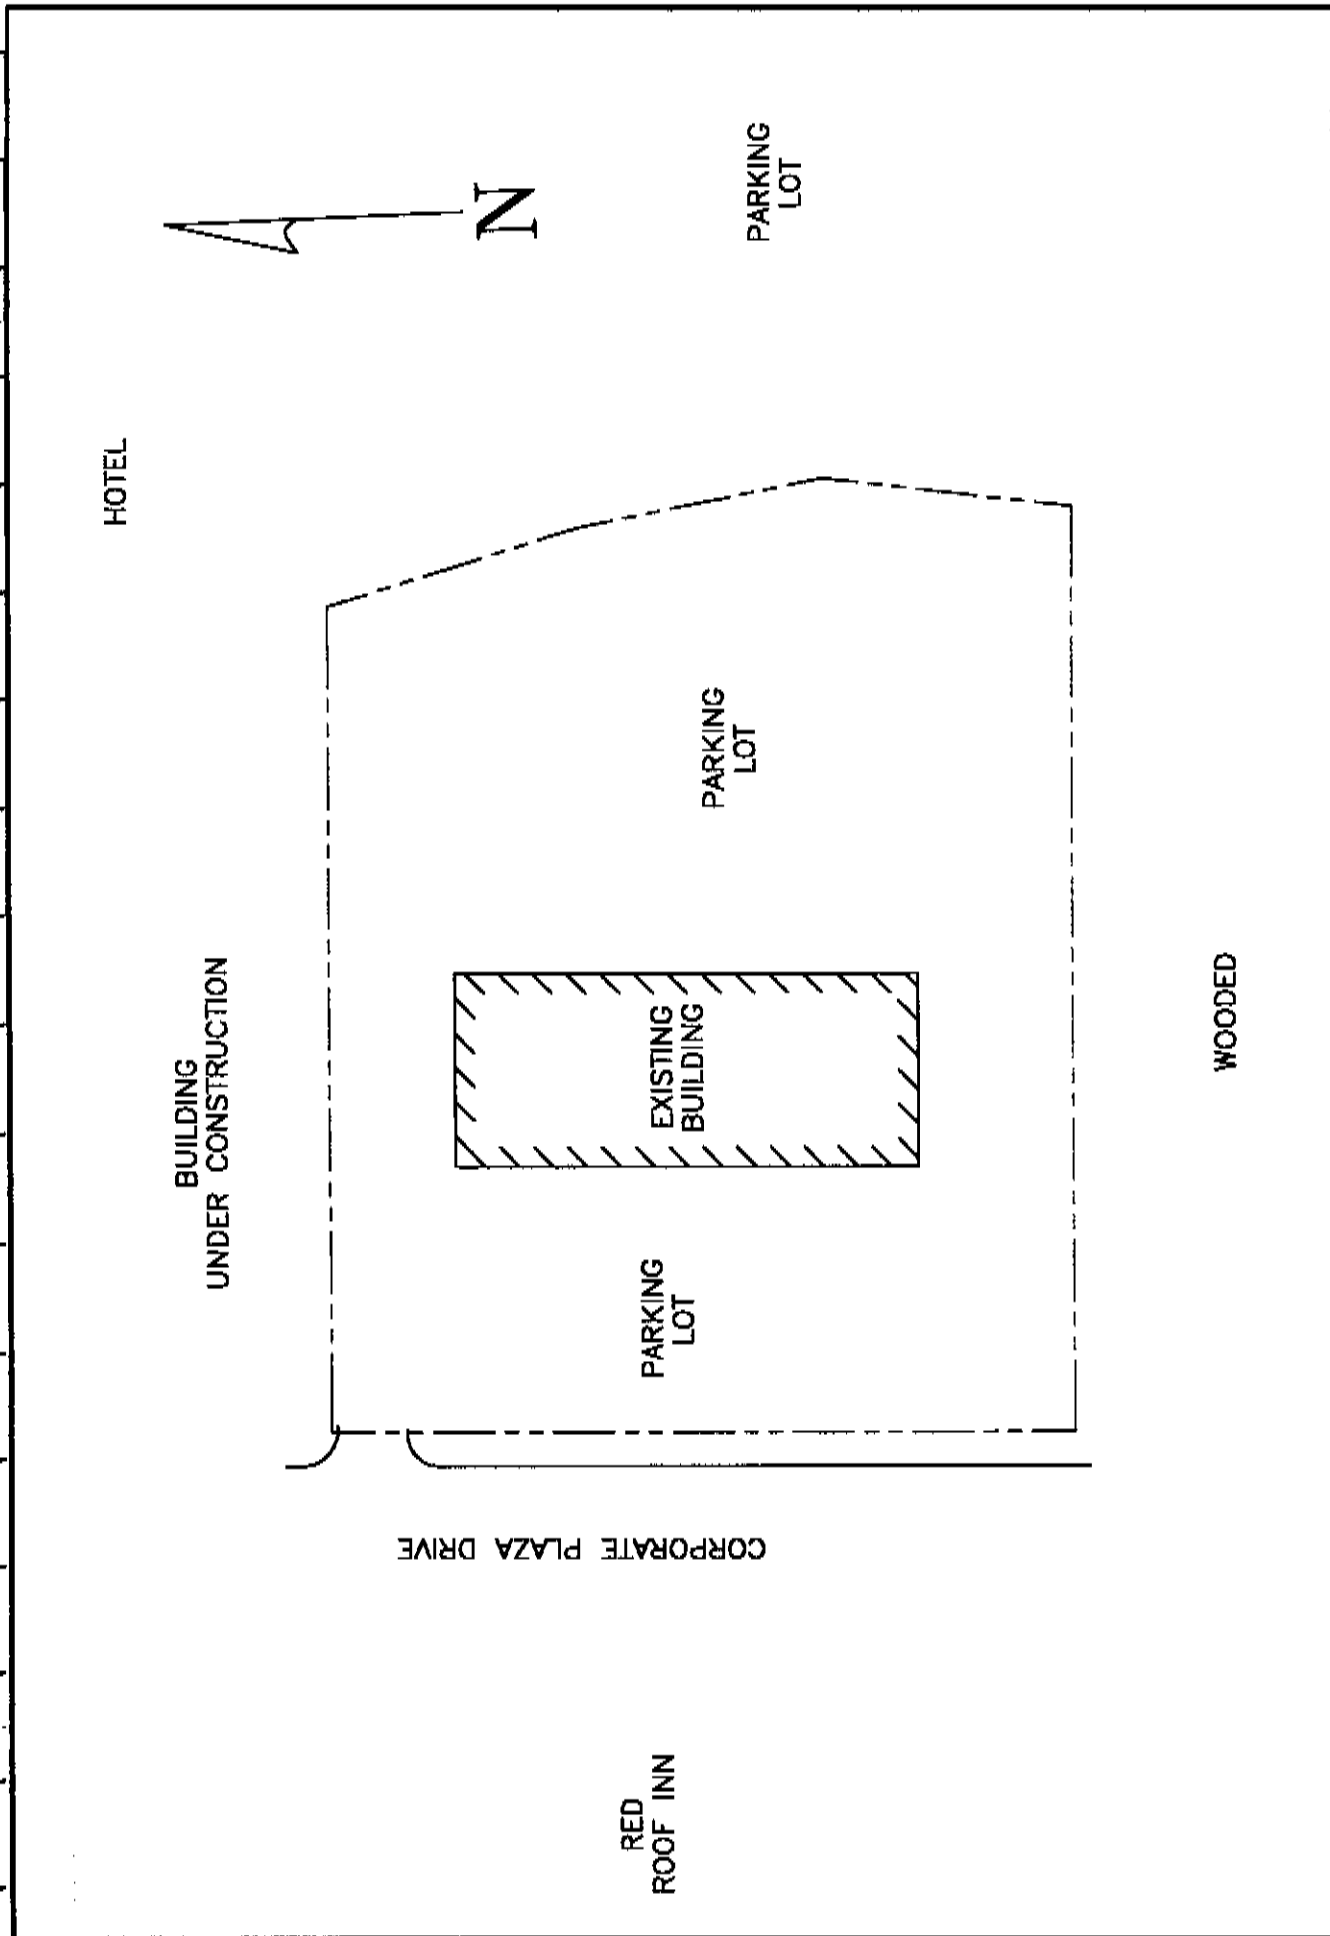 HOTEL
BUILDING
UNDER CONSTRUCTION
N
PARKING
LOT
PARKING
LOT
EXISTING
BUILDING
PARKING
LOT
CORPORATE PLAZA DRIVE
RED
ROOF INN
WOODED